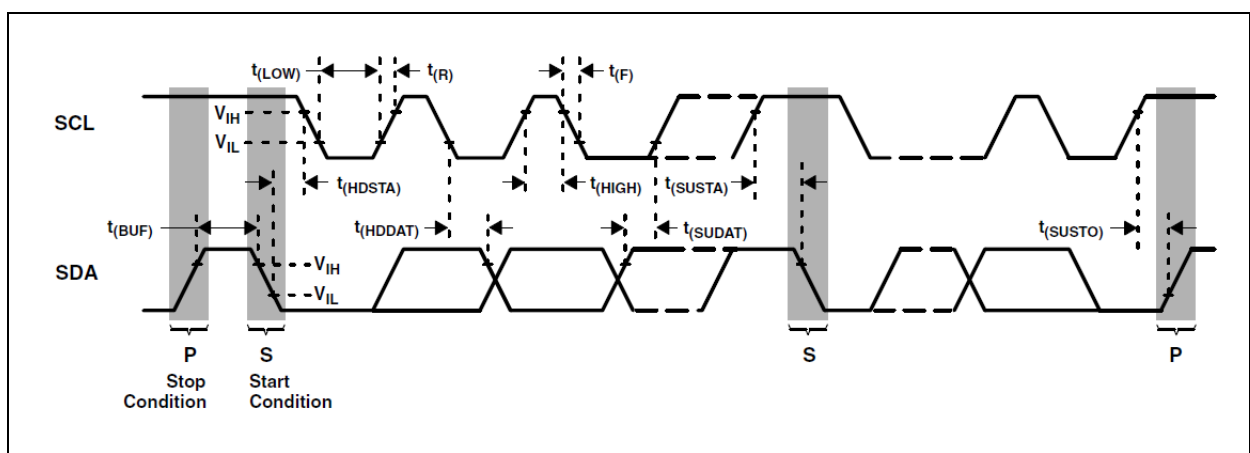 t(LOW)
t(R)
t(F)
SCL
VIH
VIL
t(HDSTA)
t(HIGH)
t(SUSTA)
t(BUF)
t(HDDAT)
t(SUDAT)
t(SUSTO)
SDA
VIH
VIL
P
S
S
P
Stop
Condition
Start
Condition